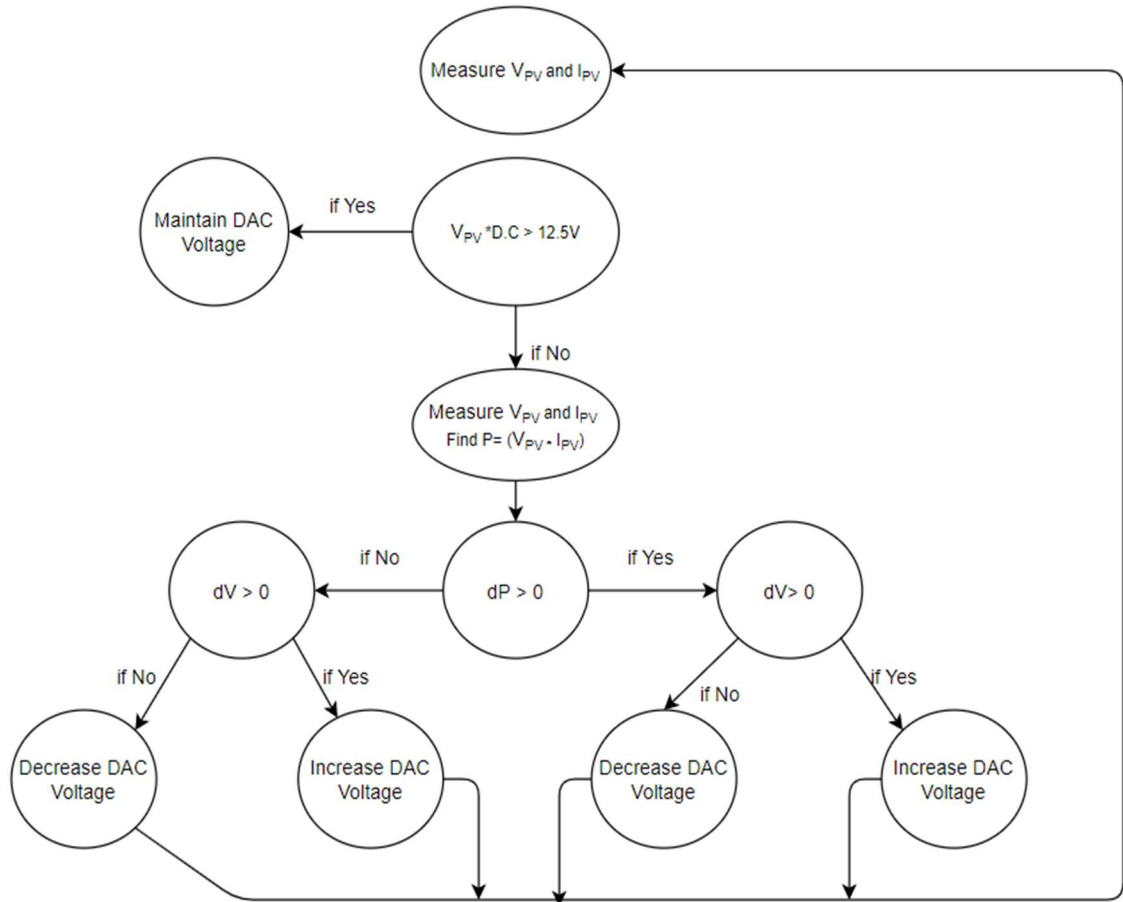 Measure V_PV and I_PV
if Yes
Maintain DAC
Voltage
V_PV *D.C > 12.5V
if No
Measure V_PV and I_PV
Find P= (V_PV * I_PV)
if No
if Yes
dV > 0
dP > 0
dV> 0
if No
if Yes
if No
if Yes
Decrease DAC
Voltage
Increase DAC
Voltage
Decrease DAC
Voltage
Increase DAC
Voltage